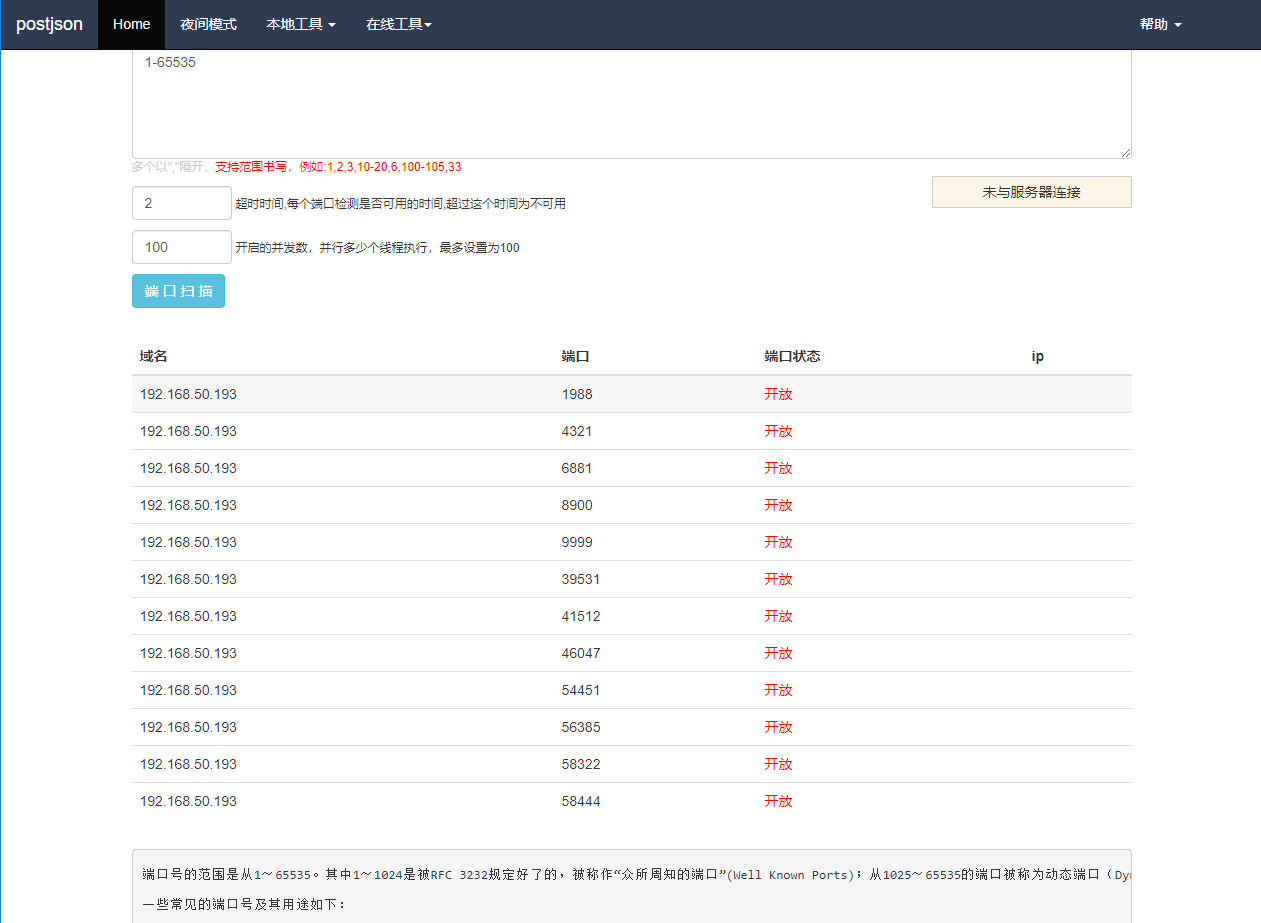 postjson Home 夜间模式 本地工具 在线工具 帮助
1-65535
多个以","隔开，支持范围书写，例如:1,2,3,10-20,6,100-105,33
未与服务器连接
2 超时时间,每个端口检测是否可用的时间,超过这个时间为不可用
100 开启的并发数，并行多少个线程执行，最多设置为100
端 口 扫 描
域名 端口 端口状态 ip
192.168.50.193 1988 开放
192.168.50.193 4321 开放
192.168.50.193 6881 开放
192.168.50.193 8900 开放
192.168.50.193 9999 开放
192.168.50.193 39531 开放
192.168.50.193 41512 开放
192.168.50.193 46047 开放
192.168.50.193 54451 开放
192.168.50.193 56385 开放
192.168.50.193 58322 开放
192.168.50.193 58444 开放
端口号的范围是从1～65535。其中1～1024是被RFC 3232规定好了的，被称作“众所周知的端口”(Well Known Ports)；从1025～65535的端口被称为动态端口（Dy
一些常见的端口号及其用途如下：